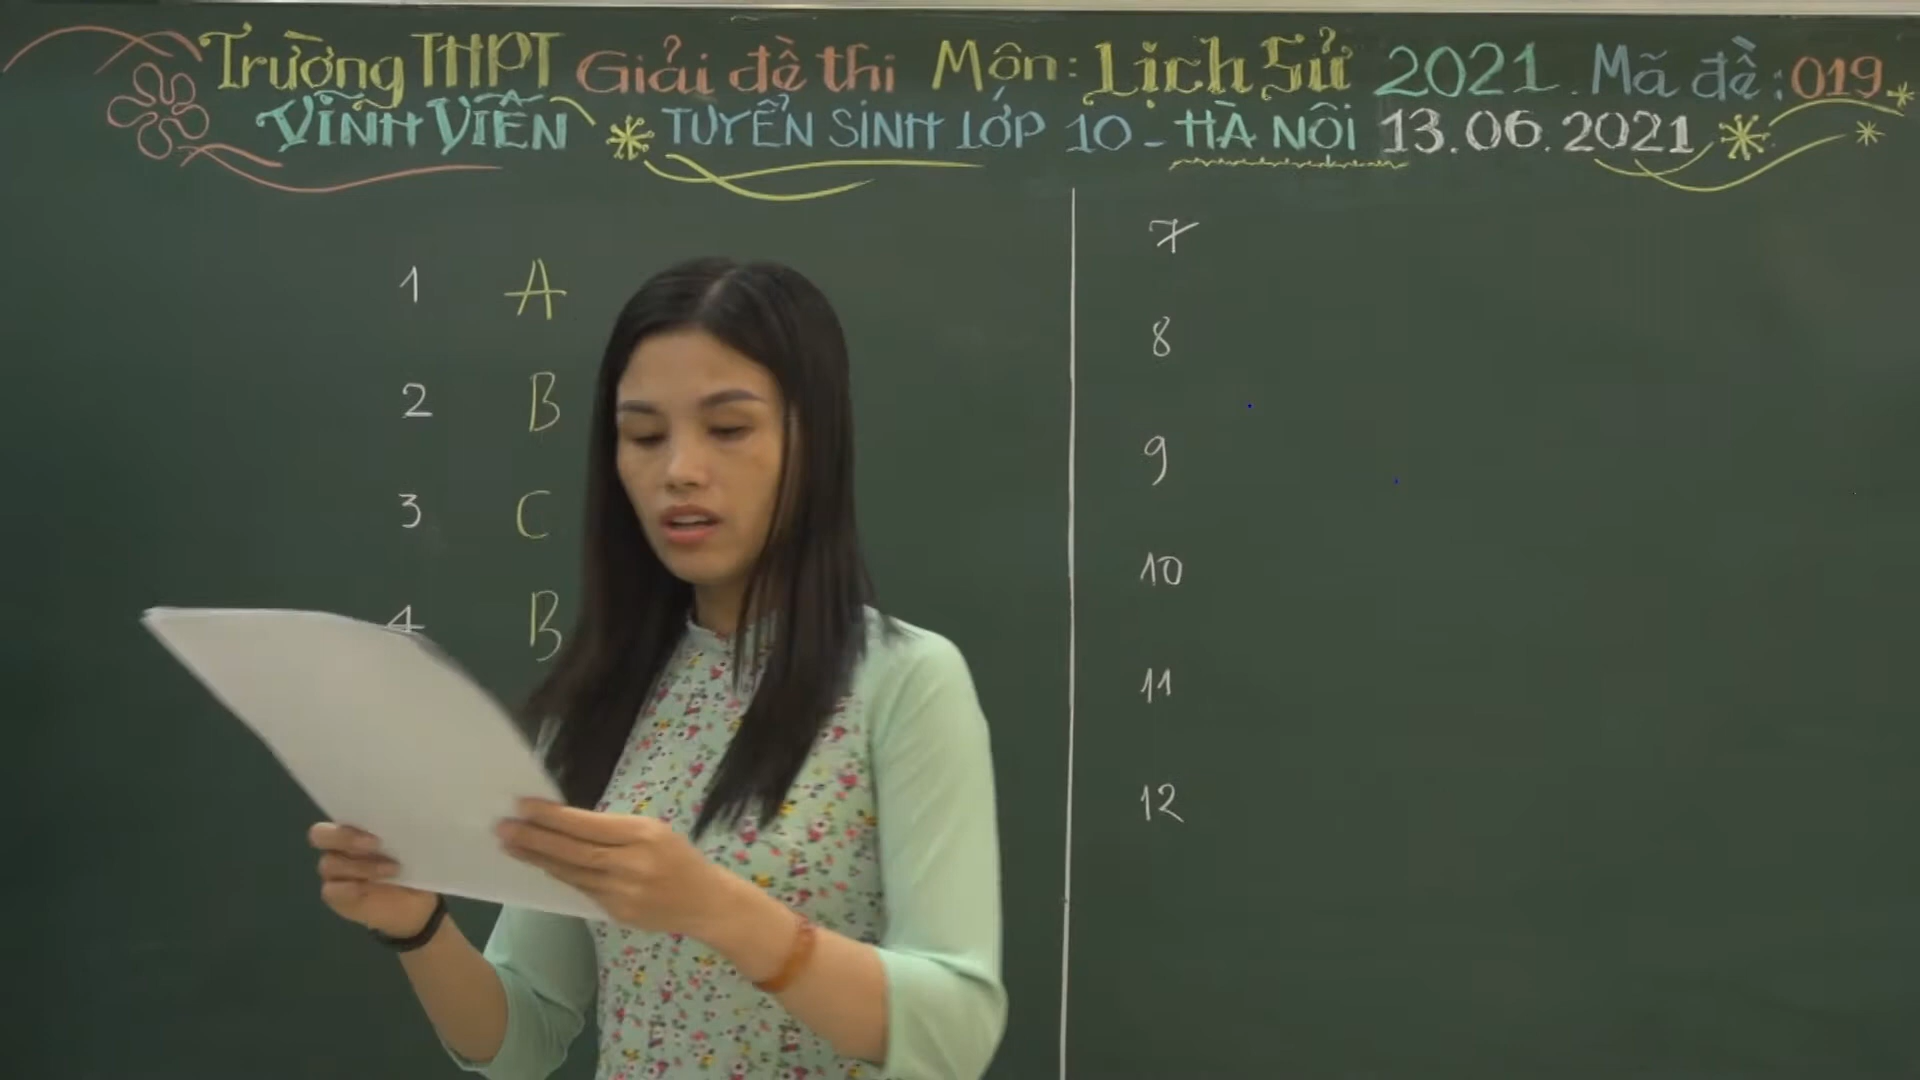 Trường THPT Giải đề thi Môn: Lịch Sử 2021. Mã đề: 019
VĨNH VIỄN TUYỂN SINH LỚP 10 - HÀ NỘI 13.06.2021
1 A
2 B
3 C
4 B
7
8
9
10
11
12